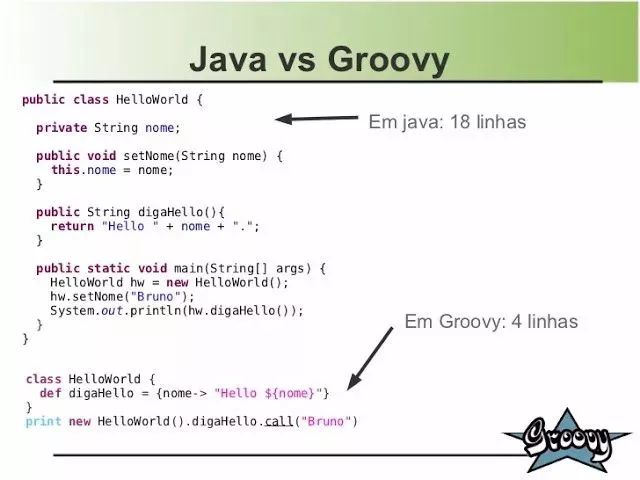 Java vs Groovy
public class HelloWorld {
private String nome;
Em java: 18 linhas
public void setNome(String nome) {
this.nome = nome;
}
public String digaHello(){
return "Hello " + nome + ".";
}
public static void main(String[] args) {
HelloWorld hw = new HelloWorld();
hw.setNome("Bruno");
System.out.println(hw.digaHello());
}
}
Em Groovy: 4 linhas
class HelloWorld {
def digaHello = {nome-> "Hello ${nome}"}
}
print new HelloWorld().digaHello.call("Bruno")
Groovy